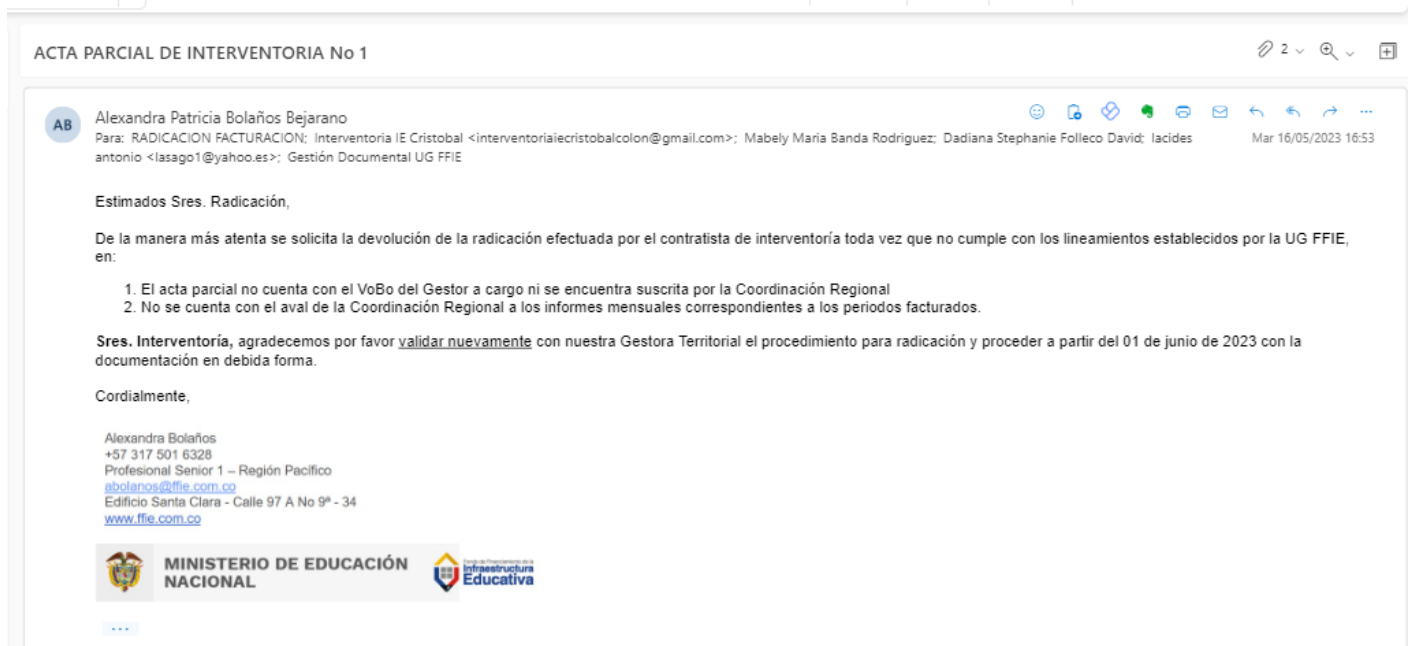 ACTA PARCIAL DE INTERVENTORIA No 1
2
AB
Alexandra Patricia Bolaños Bejarano
Para: RADICACION FACTURACION; Interventoria IE Cristobal <interventoriaiecristobalcolon@gmail.com>; Mabely Maria Banda Rodriguez; Dadiana Stephanie Folleco David; lacides
antonio <lasago1@yahoo.es>; Gestión Documental UG FFIE
Mar 16/05/2023 16:53
Estimados Sres. Radicación,
De la manera más atenta se solicita la devolución de la radicación efectuada por el contratista de interventoría toda vez que no cumple con los lineamientos establecidos por la UG FFIE,
en:
1. El acta parcial no cuenta con el VoBo del Gestor a cargo ni se encuentra suscrita por la Coordinación Regional
2. No se cuenta con el aval de la Coordinación Regional a los informes mensuales correspondientes a los periodos facturados.
Sres. Interventoría, agradecemos por favor validar nuevamente con nuestra Gestora Territorial el procedimiento para radicación y proceder a partir del 01 de junio de 2023 con la
documentación en debida forma.
Cordialmente,
Alexandra Bolaños
+57 317 501 6328
Profesional Senior 1 – Región Pacífico
abolanos@ffie.com.co
Edificio Santa Clara - Calle 97 A No 9ª - 34
www.ffie.com.co
MINISTERIO DE EDUCACIÓN
NACIONAL
Fondo de Financiamiento de la
Infraestructura
Educativa